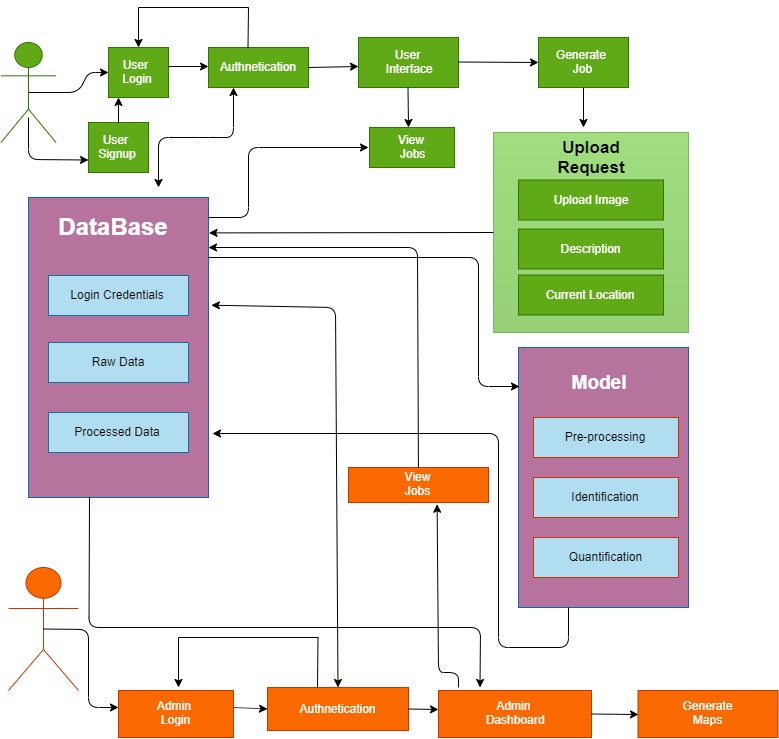 User
Login
Authnetication
User
Interface
Generate
Job
User
Signup
View
Jobs
Upload
Request
Upload Image
Description
Current Location
DataBase
Login Credentials
Raw Data
Processed Data
Model
Pre-processing
Identification
Quantification
View
Jobs
Admin
Login
Authnetication
Admin
Dashboard
Generate
Maps